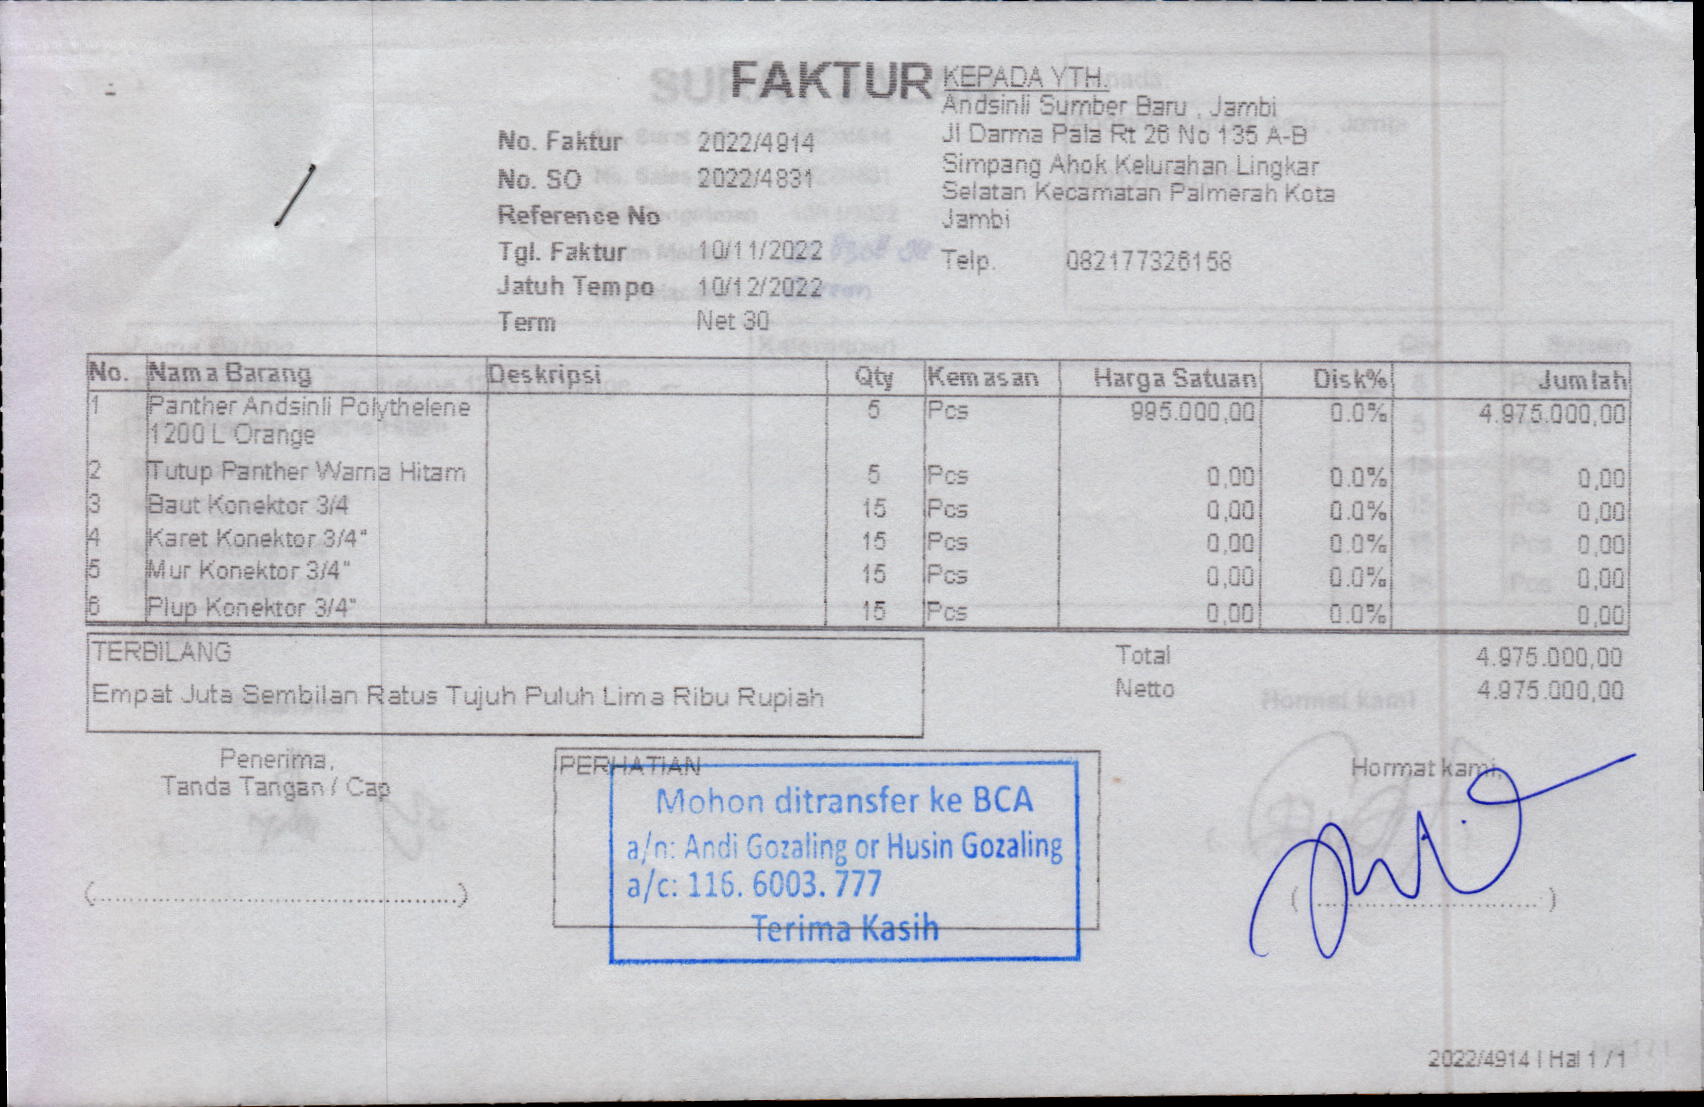 FAKTUR
No. Faktur 2022/4914
No. SO 2022/4831
Reference No
Tgl. Faktur 10/11/2022
Jatuh Tempo 10/12/2022
Term Net 30
KEPADA YTH.
Andsinli Sumber Baru , Jambi
Jl Darma Pala Rt 26 No 135 A-B
Simpang Ahok Kelurahan Lingkar
Selatan Kecamatan Palmerah Kota
Jambi
Telp. 082177326158
No. Nama Barang Deskripsi Qty Kemasan Harga Satuan Disk% Jumlah
1 Panther Andsinli Polythelene 5 Pcs 995.000,00 0.0% 4.975.000,00
1200 L Orange
2 Tutup Panther Warna Hitam 5 Pcs 0,00 0.0% 0,00
3 Baut Konektor 3/4 15 Pcs 0,00 0.0% 0,00
4 Karet Konektor 3/4" 15 Pcs 0,00 0.0% 0,00
5 Mur Konektor 3/4" 15 Pcs 0,00 0.0% 0,00
6 Plup Konektor 3/4" 15 Pcs 0,00 0.0% 0,00
TERBILANG
Empat Juta Sembilan Ratus Tujuh Puluh Lima Ribu Rupiah
Total 4.975.000,00
Netto 4.975.000,00
Penerima,
Tanda Tangan / Cap
PERHATIAN
Mohon ditransfer ke BCA
a/n: Andi Gozaling or Husin Gozaling
a/c: 116. 6003. 777
Terima Kasih
Hormat kami,
2022/4914 | Hal 1 / 1